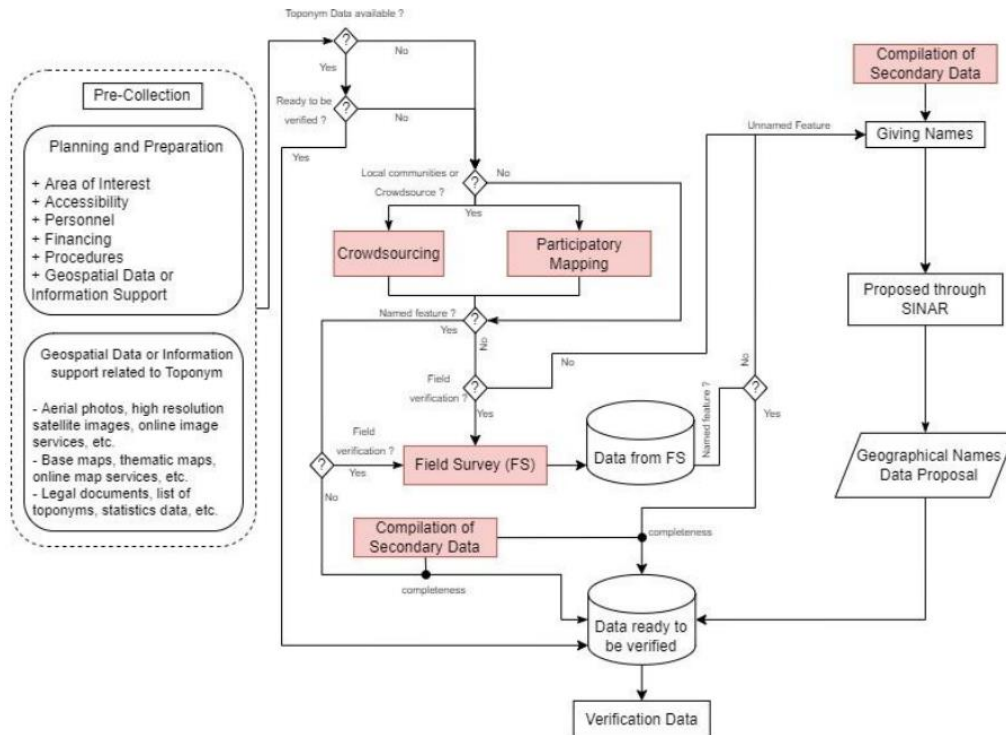 Toponym Data available ?
?
No
Yes
Pre-Collection
Ready to be
verified ?
?
No
Yes
Planning and Preparation
+ Area of Interest
+ Accessibility
+ Personnel
+ Financing
+ Procedures
+ Geospatial Data or
Information Support
Geospatial Data or Information
support related to Toponym
- Aerial photos, high resolution
satellite images, online image
services, etc.
- Base maps, thematic maps,
online map services, etc.
- Legal documents, list of
toponyms, statistics data, etc.
Local communities or
Crowdsource ?
?
No
Yes
Crowdsourcing
Participatory
Mapping
Named feature ?
?
Yes
No
Field
verification ?
?
No
Yes
Field
verification ?
?
Yes
No
Field Survey (FS)
Data from FS
Named feature ?
?
No
Yes
Unnamed Feature
Compilation of
Secondary Data
Giving Names
Proposed through
SINAR
Geographical Names
Data Proposal
Compilation of
Secondary Data
completeness
completeness
Data ready to
be verified
Verification Data